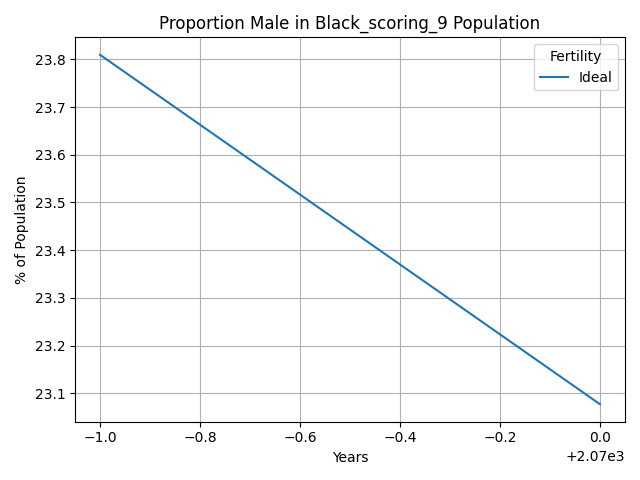 Proportion Male in Black_scoring_9 Population
Fertility
Ideal
% of Population
23.8
23.7
23.6
23.5
23.4
23.3
23.2
23.1
−1.0 −0.8 −0.6 −0.4 −0.2 0.0
+2.07e3
Years